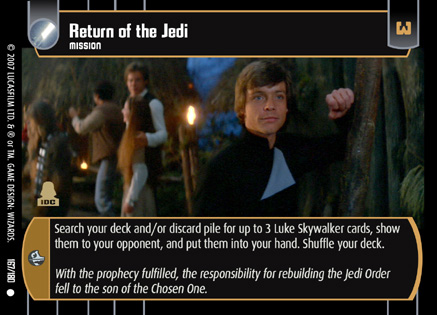 Return of the Jedi
MISSION
© 2007 LUCASFILM LTD. & ® or TM. GAME DESIGN: WIZARDS.
IDC
Search your deck and/or discard pile for up to 3 Luke Skywalker cards, show
them to your opponent, and put them into your hand. Shuffle your deck.
With the prophecy fulfilled, the responsibility for rebuilding the Jedi Order
fell to the son of the Chosen One.
167/180